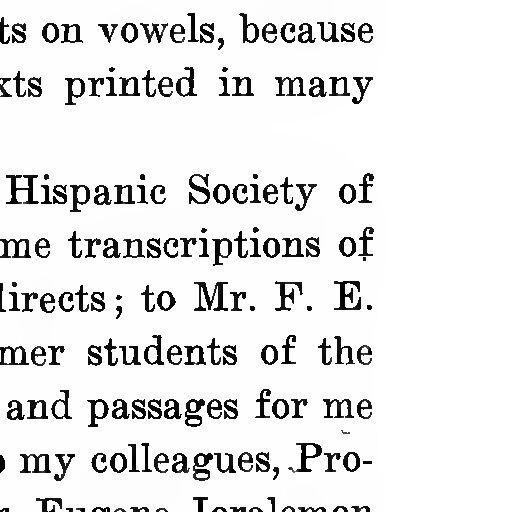 ts on vowels, because
xts printed in many
Hispanic Society of
me transcriptions of
directs; to Mr. F. E.
mer students of the
and passages for me
my colleagues, Pro-
Eugene